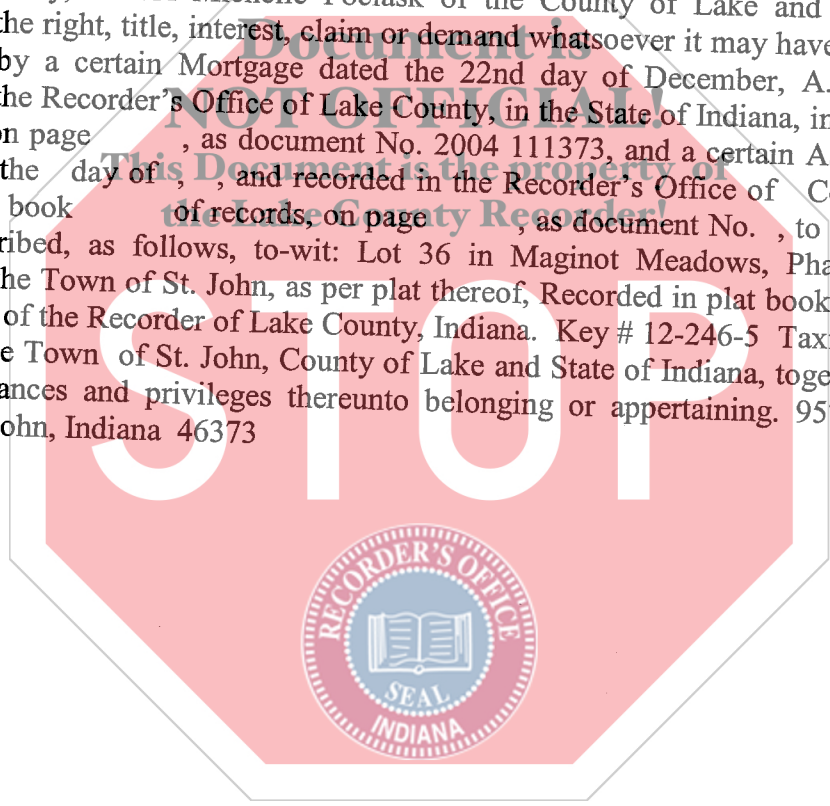 of the County of Lake and
the right, title, interest, claim or demand whatsoever it may have
Document is
by a certain Mortgage dated the 22nd day of December, A.
the Recorder's Office of Lake County, in the State of Indiana, in
NOT OFFICIAL!
on page , as document No. 2004 111373, and a certain A
This Document is the property of
the day of , , and recorded in the Recorder's Office of C
book of records, on page , as document No. , to
the Lake County Recorder!
ribed, as follows, to-wit: Lot 36 in Maginot Meadows, Pha
he Town of St. John, as per plat thereof, Recorded in plat book
of the Recorder of Lake County, Indiana. Key # 12-246-5 Tax
e Town of St. John, County of Lake and State of Indiana, toge
ances and privileges thereunto belonging or appertaining. 95
ohn, Indiana 46373
STOP
RECORDER'S OFFICE
SEAL
INDIANA